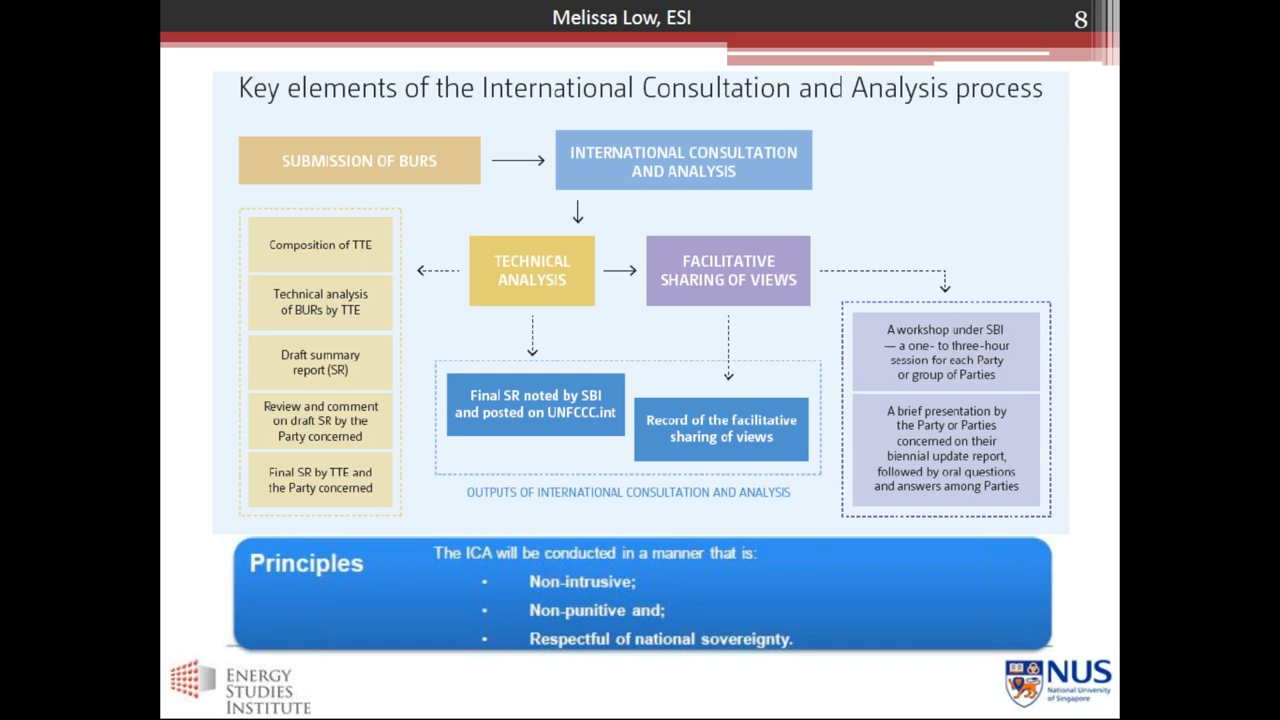 Melissa Low, ESI
8
Key elements of the International Consultation and Analysis process
SUBMISSION OF BURS
INTERNATIONAL CONSULTATION
AND ANALYSIS
Composition of TTE
Technical analysis
of BURs by TTE
Draft summary
report (SR)
Review and comment
on draft SR by the
Party concerned
Final SR by TTE and
the Party concerned
TECHNICAL
ANALYSIS
FACILITATIVE
SHARING OF VIEWS
Final SR noted by SBI
and posted on UNFCCC.int
Record of the facilitative
sharing of views
OUTPUTS OF INTERNATIONAL CONSULTATION AND ANALYSIS
A workshop under SBI
— a one- to three-hour
session for each Party
or group of Parties
A brief presentation by
the Party or Parties
concerned on their
biennial update report,
followed by oral questions
and answers among Parties
Principles
The ICA will be conducted in a manner that is:
• Non-intrusive;
• Non-punitive and;
• Respectful of national sovereignty.
ENERGY
STUDIES
INSTITUTE
NUS
National University
of Singapore